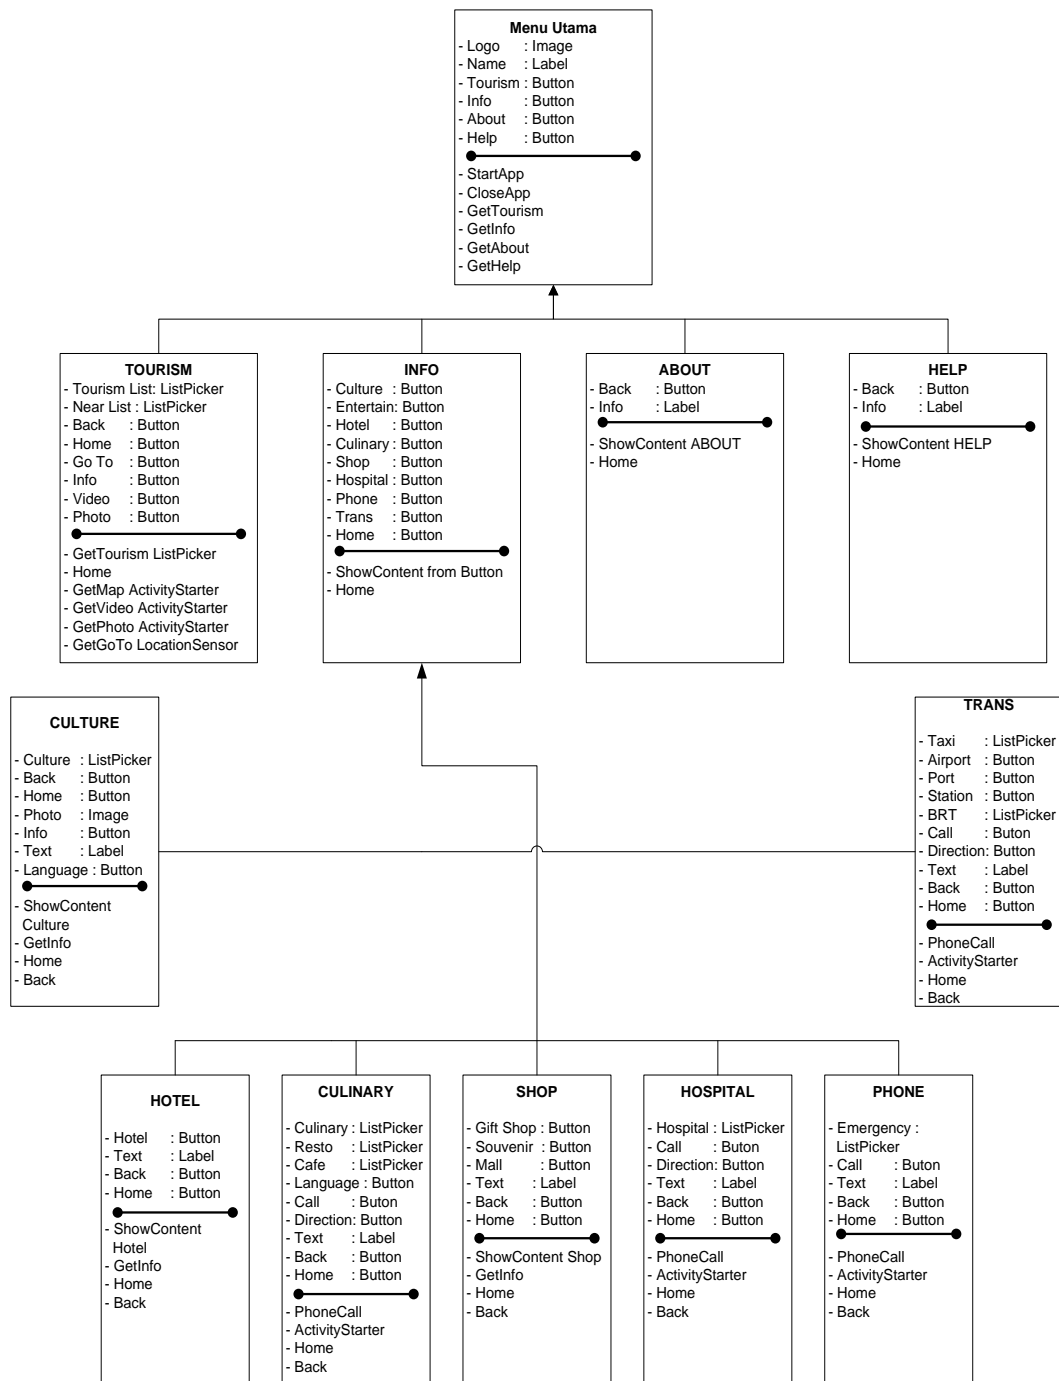 Menu Utama
- Logo : Image
- Name : Label
- Tourism : Button
- Info : Button
- About : Button
- Help : Button
- StartApp
- CloseApp
- GetTourism
- GetInfo
- GetAbout
- GetHelp
TOURISM
- Tourism List: ListPicker
- Near List : ListPicker
- Back : Button
- Home : Button
- Go To : Button
- Info : Button
- Video : Button
- Photo : Button
- GetTourism ListPicker
- Home
- GetMap ActivityStarter
- GetVideo ActivityStarter
- GetPhoto ActivityStarter
- GetGoTo LocationSensor
INFO
- Culture : Button
- Entertain: Button
- Hotel : Button
- Culinary: Button
- Shop : Button
- Hospital : Button
- Phone : Button
- Trans : Button
- Home : Button
- ShowContent from Button
- Home
ABOUT
- Back : Button
- Info : Label
- ShowContent ABOUT
- Home
HELP
- Back : Button
- Info : Label
- ShowContent HELP
- Home
CULTURE
- Culture : ListPicker
- Back : Button
- Home : Button
- Photo : Image
- Info : Button
- Text : Label
- Language : Button
- ShowContent
Culture
- GetInfo
- Home
- Back
TRANS
- Taxi : ListPicker
- Airport : Button
- Port : Button
- Station : Button
- BRT : ListPicker
- Call : Buton
- Direction: Button
- Text : Label
- Back : Button
- Home : Button
- PhoneCall
- ActivityStarter
- Home
- Back
HOTEL
- Hotel : Button
- Text : Label
- Back : Button
- Home : Button
- ShowContent
Hotel
- GetInfo
- Home
- Back
CULINARY
- Culinary : ListPicker
- Resto : ListPicker
- Cafe : ListPicker
- Language : Button
- Call : Buton
- Direction: Button
- Text : Label
- Back : Button
- Home : Button
- PhoneCall
- ActivityStarter
- Home
- Back
SHOP
- Gift Shop : Button
- Souvenir : Button
- Mall : Button
- Text : Label
- Back : Button
- Home : Button
- ShowContent Shop
- GetInfo
- Home
- Back
HOSPITAL
- Hospital : ListPicker
- Call : Buton
- Direction: Button
- Text : Label
- Back : Button
- Home : Button
- PhoneCall
- ActivityStarter
- Home
- Back
PHONE
- Emergency :
ListPicker
- Call : Buton
- Text : Label
- Back : Button
- Home : Button
- PhoneCall
- ActivityStarter
- Home
- Back